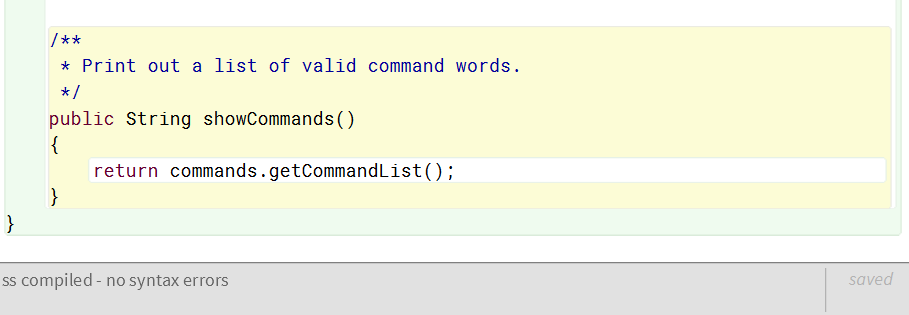 /**
 * Print out a list of valid command words.
 */
public String showCommands()
{
    return commands.getCommandList();
}
}
ss compiled - no syntax errors
saved